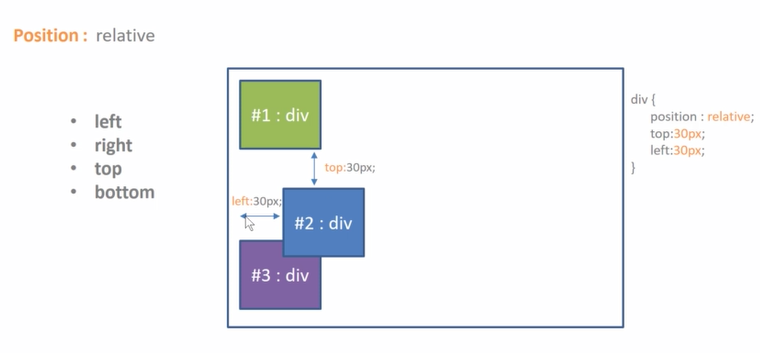 Position : relative
• left
• right
• top
• bottom
#1 : div
top:30px;
left:30px;
#2 : div
#3 : div
div {
position : relative;
top:30px;
left:30px;
}